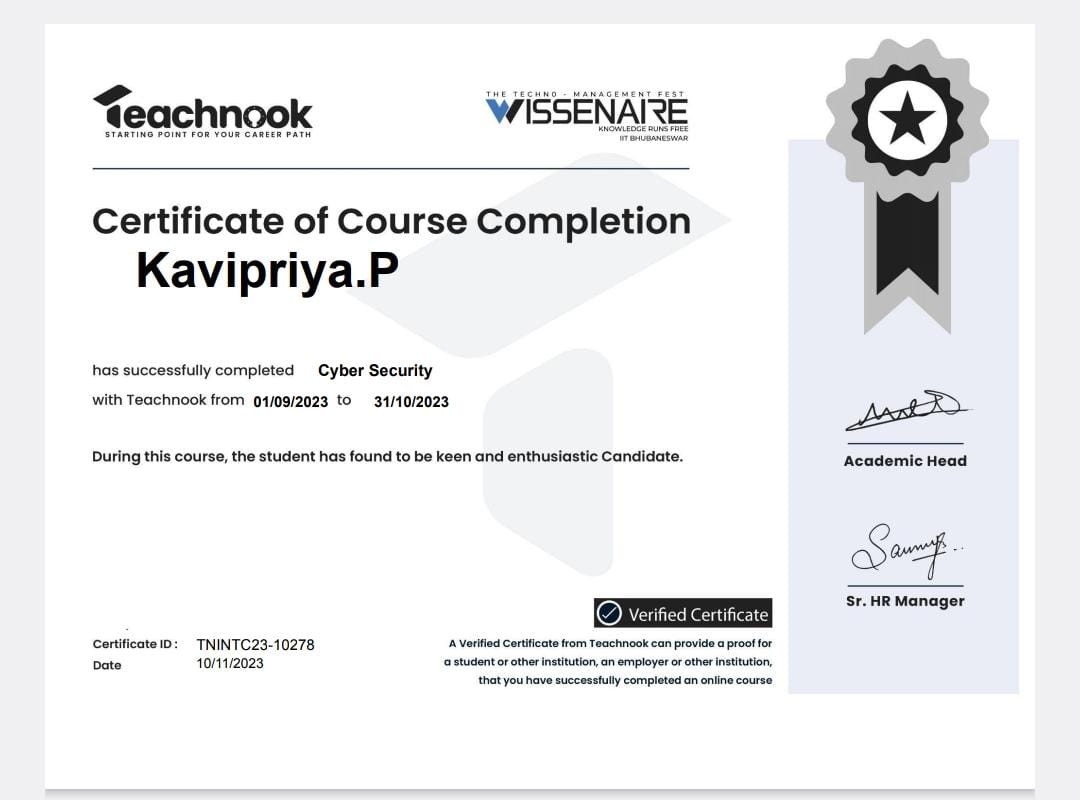 Teachnook
STARTING POINT FOR YOUR CAREER PATH
THE TECHNO - MANAGEMENT FEST
WISSENAIRE
KNOWLEDGE RUNS FREE
IIT BHUBANESWAR
Certificate of Course Completion
Kavipriya.P
has successfully completed Cyber Security
with Teachnook from 01/09/2023 to 31/10/2023
During this course, the student has found to be keen and enthusiastic Candidate.
Academic Head
Sr. HR Manager
Certificate ID : TNINTC23-10278
Date 10/11/2023
Verified Certificate
A Verified Certificate from Teachnook can provide a proof for
a student or other institution, an employer or other institution,
that you have successfully completed an online course